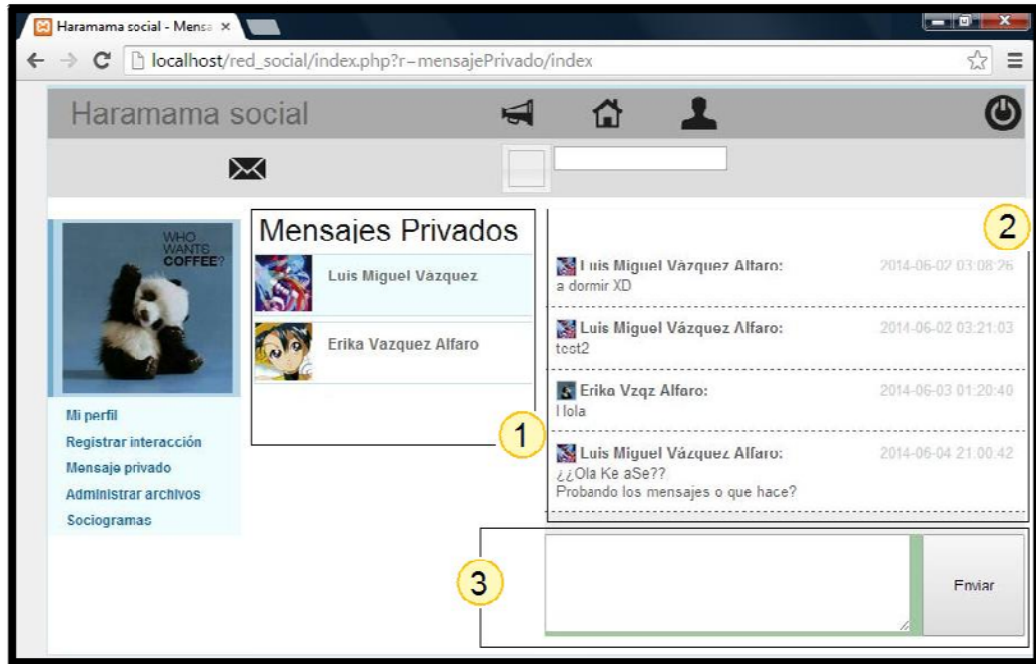 Haramama social - Mensa
localhost/red_social/index.php?r=mensajePrivado/index
Haramama social
WHO
WANTS
COFFEE?
Mi perfil
Registrar interacción
Mensaje privado
Administrar archivos
Sociogramas
Mensajes Privados
Luis Miguel Vázquez
Erika Vazquez Alfaro
1
2
Luis Miguel Vázquez Alfaro: 2014-06-02 03:08:26
a dormir XD
Luis Miguel Vázquez Alfaro: 2014-06-02 03:21:03
test2
Erika Vzqz Alfaro: 2014-06-03 01:20:40
Hola
Luis Miguel Vázquez Alfaro: 2014-06-04 21:00:42
¿¿Ola Ke aSe??
Probando los mensajes o que hace?
3
Enviar